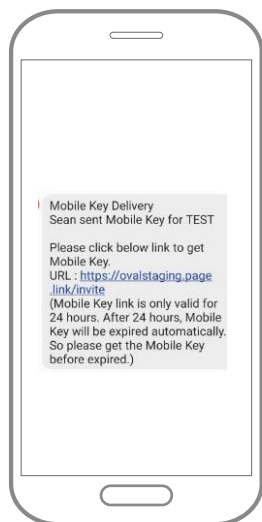 Mobile Key Delivery
Sean sent Mobile Key for TEST
Please click below link to get
Mobile Key.
URL : https://ovalstaging.page
.link/invite
(Mobile Key link is only valid for
24 hours. After 24 hours, Mobile
Key will be expired automatically.
So please get the Mobile Key
before expired.)